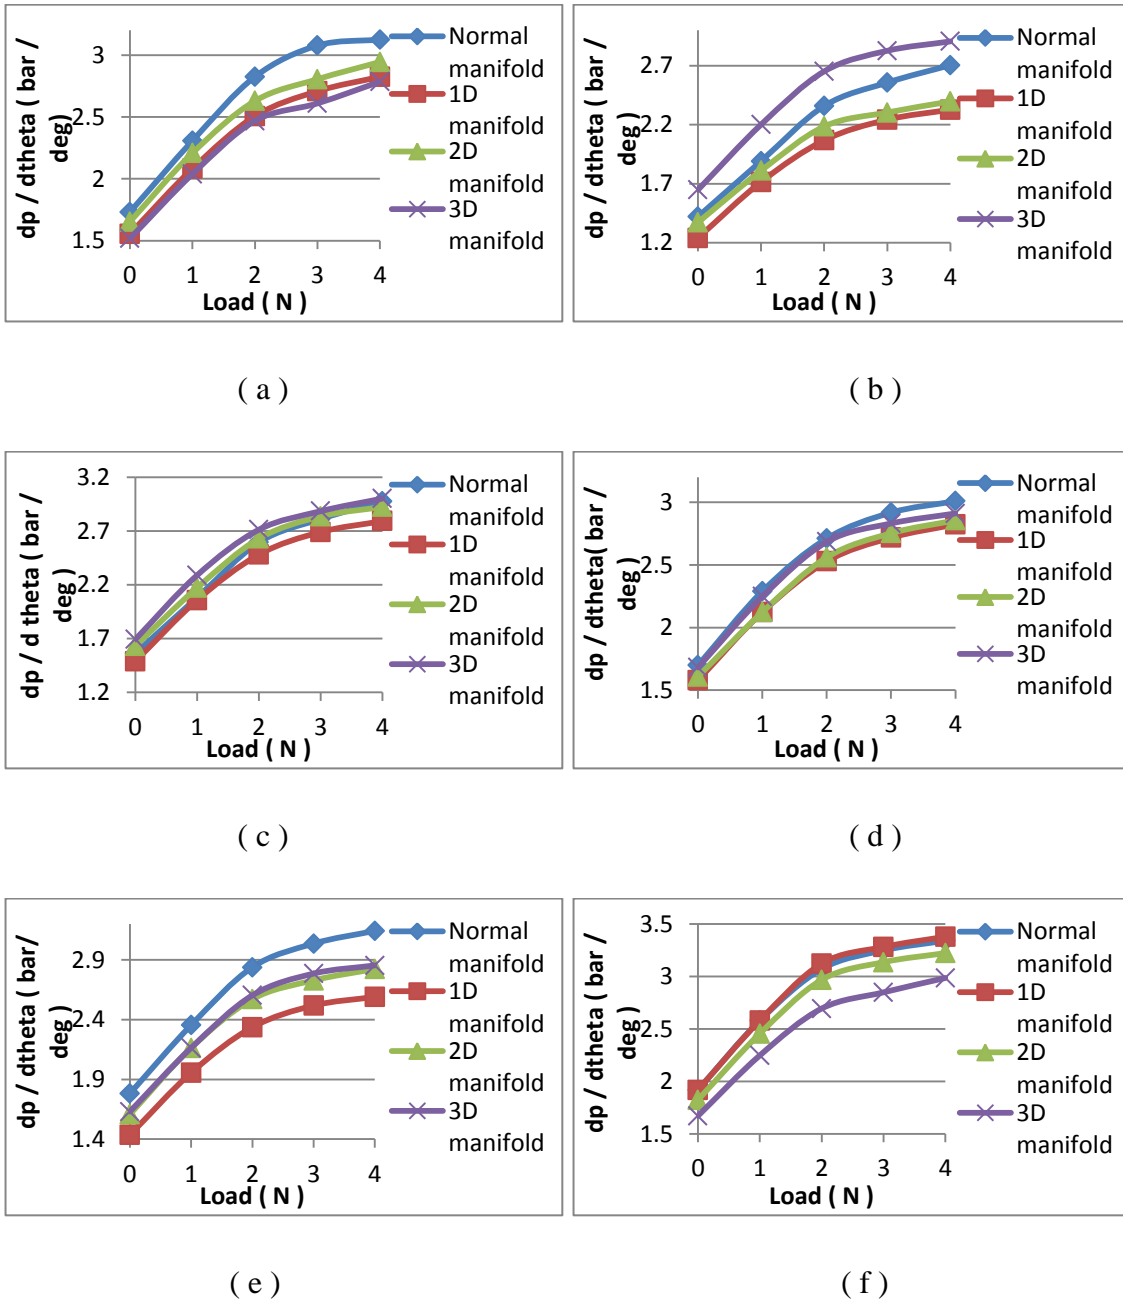 dp / dtheta ( bar / deg)
3
2.5
2
1.5
0 1 2 3 4
Load ( N )
Normal manifold
1D manifold
2D manifold
3D manifold
( a )
dp / dtheta ( bar / deg)
2.7
2.2
1.7
1.2
0 1 2 3 4
Load ( N )
Normal manifold
1D manifold
2D manifold
3D manifold
( b )
dp / d theta ( bar / deg )
3.2
2.7
2.2
1.7
1.2
0 1 2 3 4
Load ( N )
Normal manifold
1D manifold
2D manifold
3D manifold
( c )
dp / dtheta( bar / deg )
3
2.5
2
1.5
0 1 2 3 4
Load ( N )
Normal manifold
1D manifold
2D manifold
3D manifold
( d )
dp / dtheta ( bar/ deg )
2.9
2.4
1.9
1.4
0 1 2 3 4
Load ( N )
Normal manifold
1D manifold
2D manifold
3D manifold
( e )
dp / dtheta ( bar / deg )
3.5
3
2.5
2
1.5
0 1 2 3 4
Load ( N )
Normal manifold
1D manifold
2D manifold
3D manifold
( f )